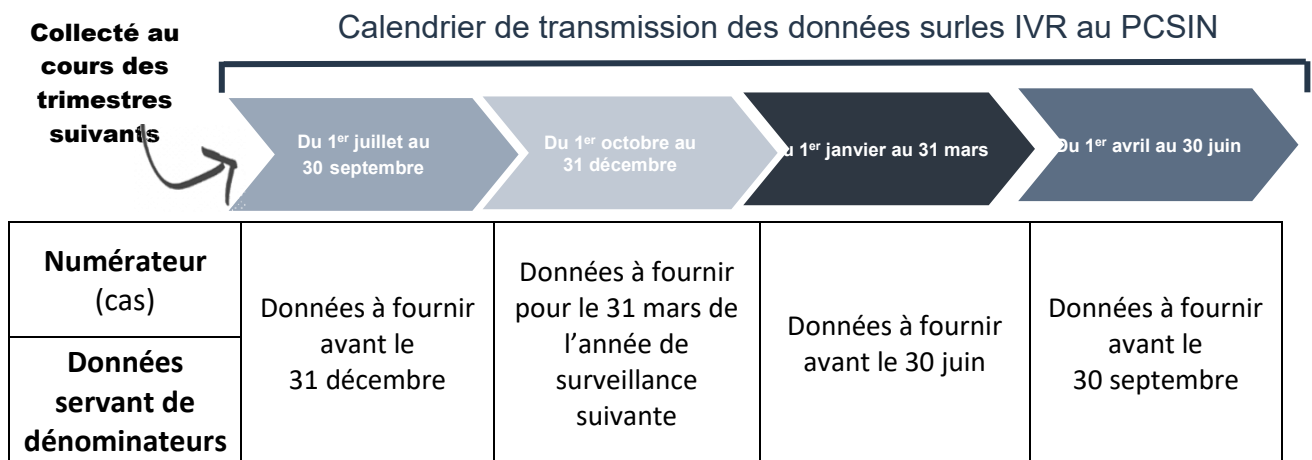 Collecté au
cours des
trimestres
suivants
Calendrier de transmission des données surles IVR au PCSIN
Du 1er juillet au
30 septembre
Du 1er octobre au
31 décembre
u 1er janvier au 31 mars
Du 1er avril au 30 juin
Numérateur
(cas)
Données
servant de
dénominateurs
Données à fournir
avant le
31 décembre
Données à fournir
pour le 31 mars de
l’année de
surveillance
suivante
Données à fournir
avant le 30 juin
Données à fournir
avant le
30 septembre